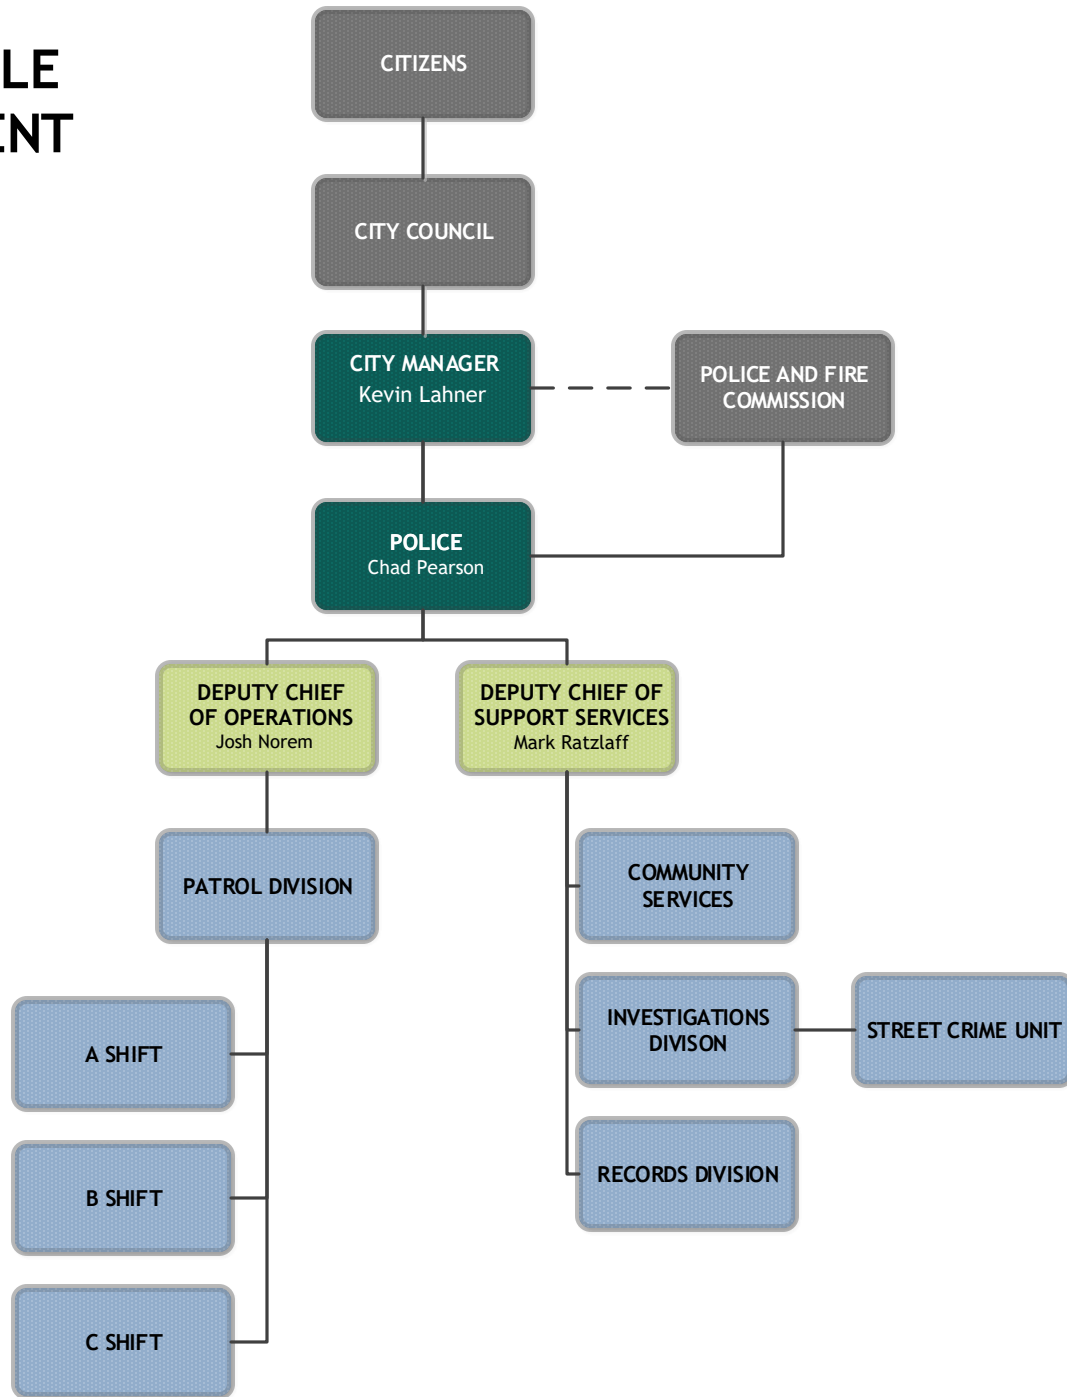 LE
ENT
CITIZENS
CITY COUNCIL
CITY MANAGER
Kevin Lahner
POLICE AND FIRE
COMMISSION
POLICE
Chad Pearson
DEPUTY CHIEF
OF OPERATIONS
Josh Norem
DEPUTY CHIEF OF
SUPPORT SERVICES
Mark Ratzlaff
PATROL DIVISION
COMMUNITY
SERVICES
A SHIFT
INVESTIGATIONS
DIVISON
STREET CRIME UNIT
B SHIFT
RECORDS DIVISION
C SHIFT